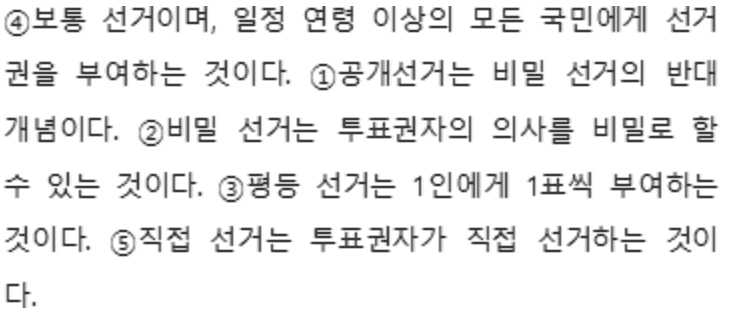 ④보통 선거이며, 일정 연령 이상의 모든 국민에게 선거
권을 부여하는 것이다. ①공개선거는 비밀 선거의 반대
개념이다. ②비밀 선거는 투표권자의 의사를 비밀로 할
수 있는 것이다. ③평등 선거는 1인에게 1표씩 부여하는
것이다. ⑤직접 선거는 투표권자가 직접 선거하는 것이
다.